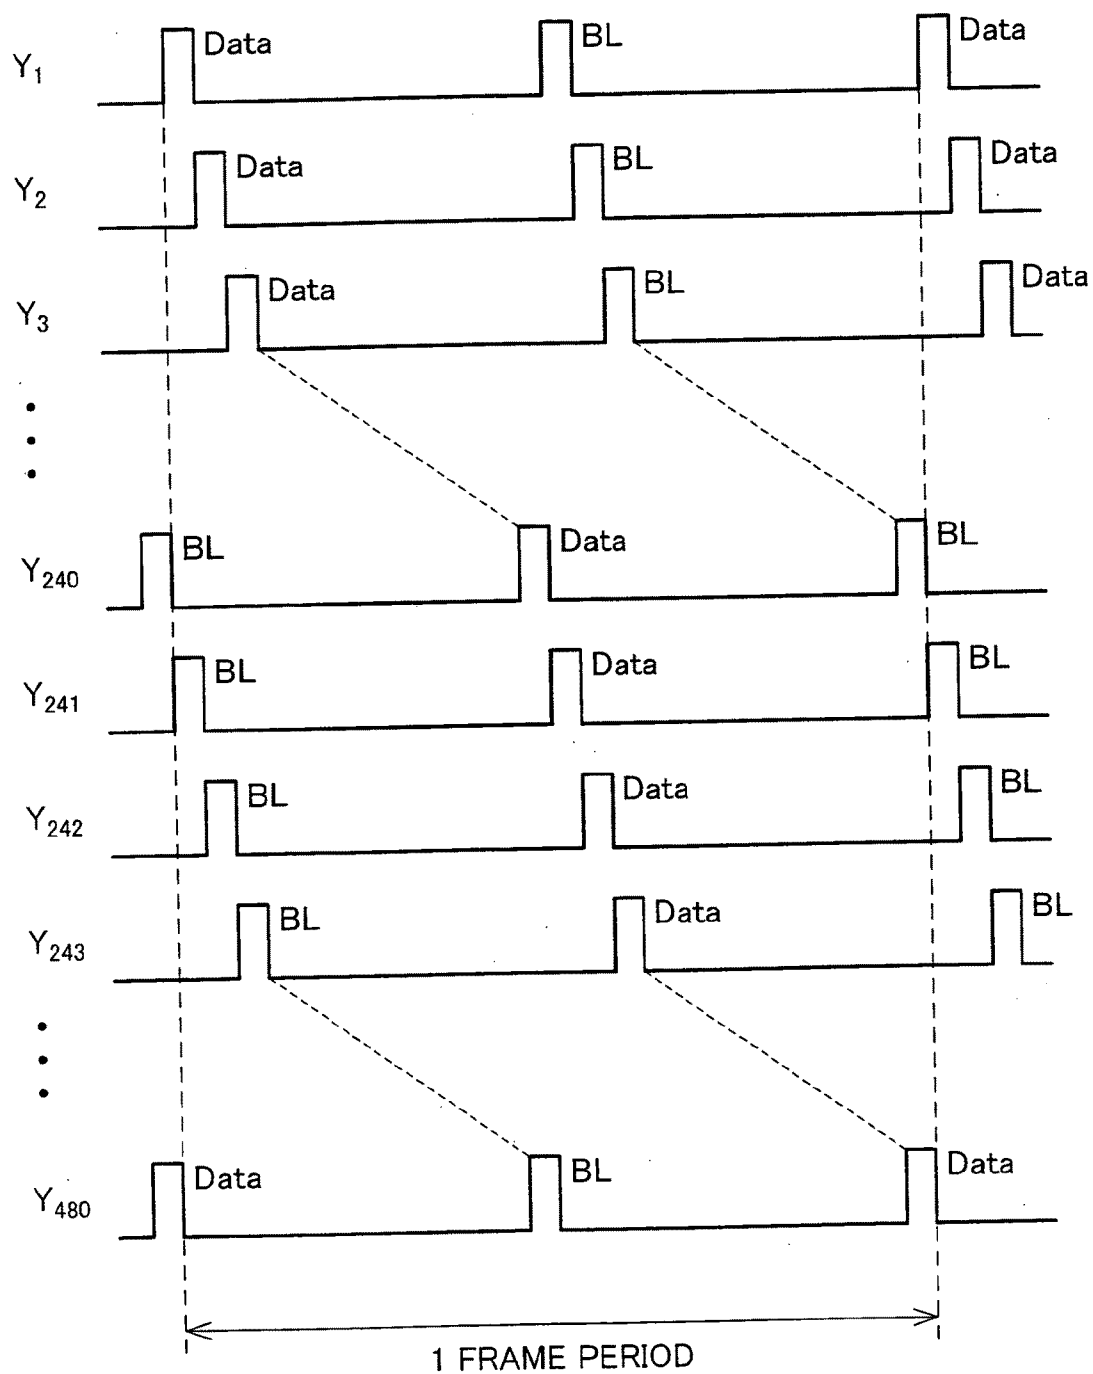 Y1 Data BL Data
Y2 Data BL Data
Y3 Data BL Data
Y240 BL Data BL
Y241 BL Data BL
Y242 BL Data BL
Y243 BL Data BL
Y480 Data BL Data
1 FRAME PERIOD